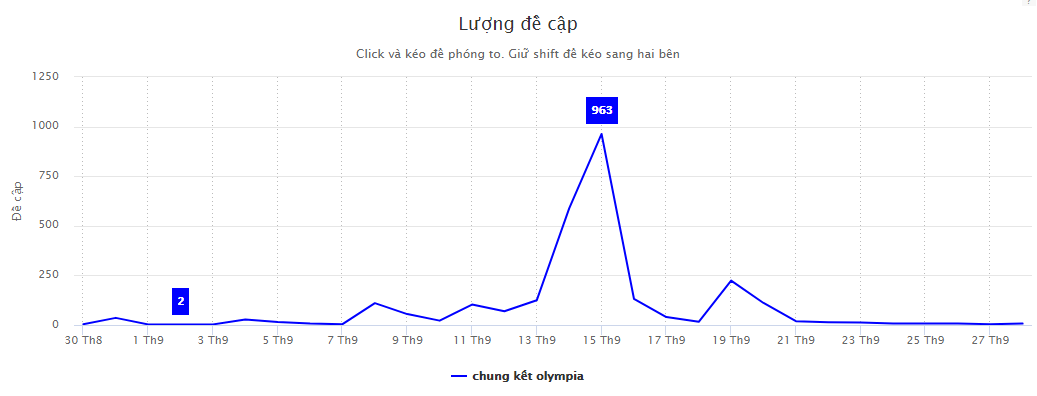 Lượng đề cập
Click và kéo để phóng to. Giữ shift để kéo sang hai bên
1250
1000
750
500
250
0
Đề cập
963
2
30 Th8 1 Th9 3 Th9 5 Th9 7 Th9 9 Th9 11 Th9 13 Th9 15 Th9 17 Th9 19 Th9 21 Th9 23 Th9 25 Th9 27 Th9
chung kết olympia